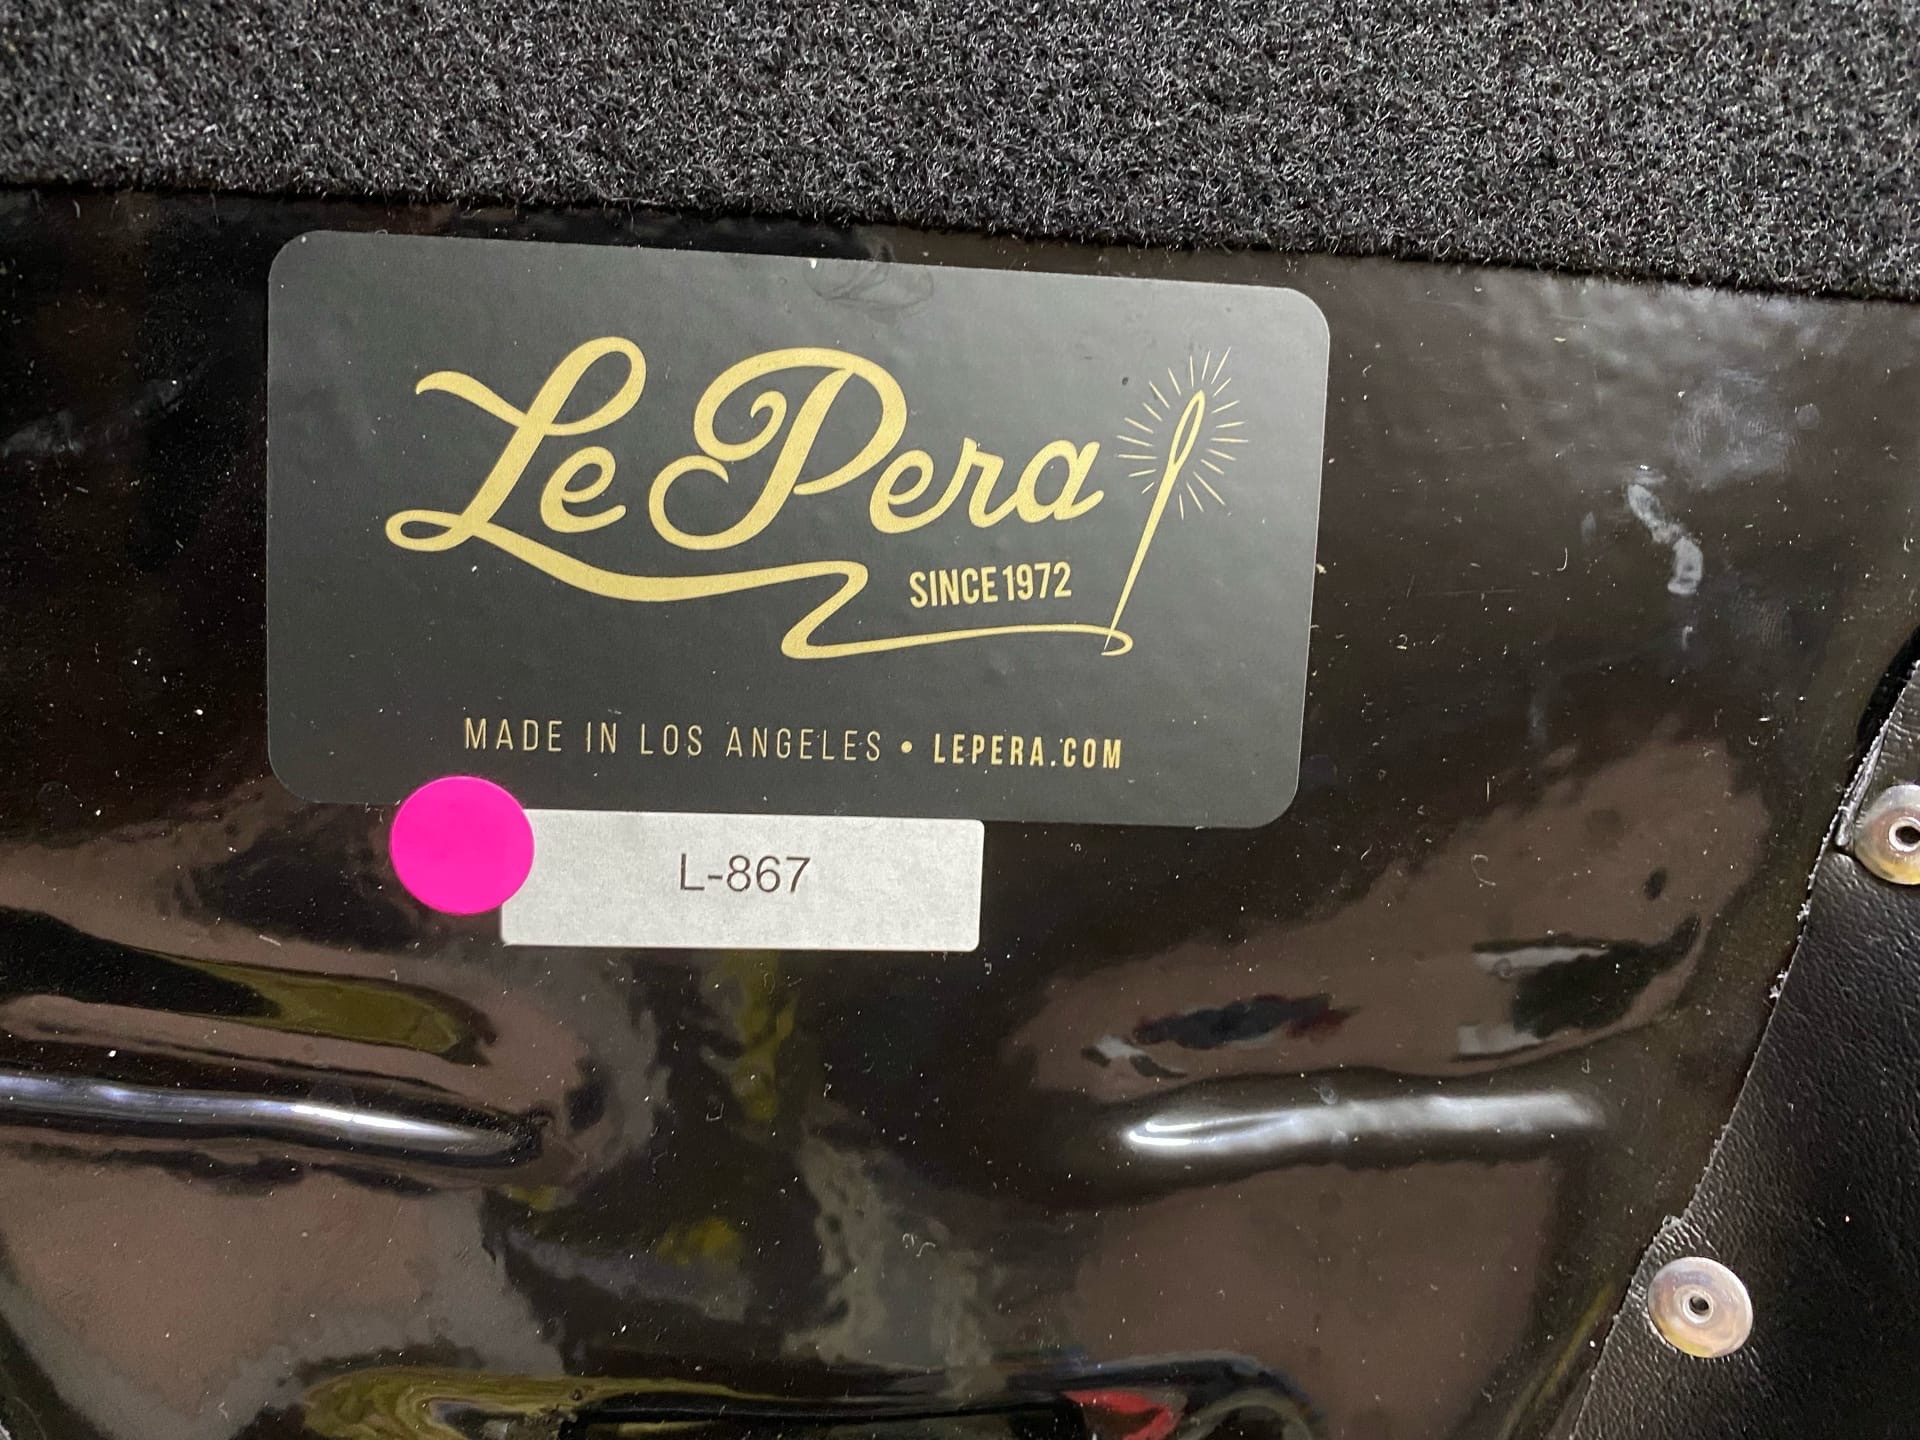 Le Pera
SINCE 1972
MADE IN LOS ANGELES • LEPERA.COM
L-867